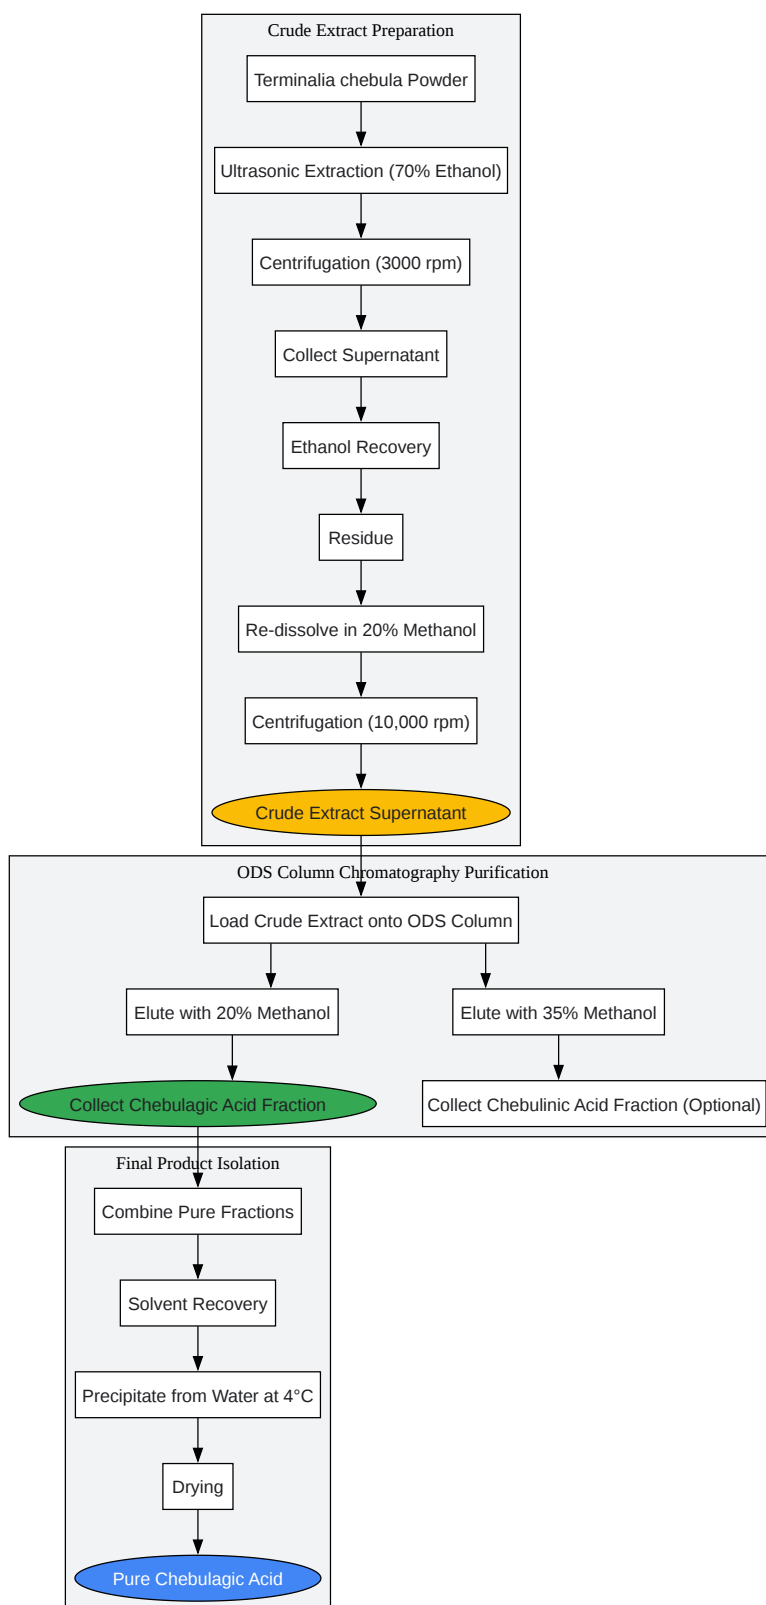 Crude Extract Preparation
Terminalia chebula Powder
Ultrasonic Extraction (70% Ethanol)
Centrifugation (3000 rpm)
Collect Supernatant
Ethanol Recovery
Residue
Re-dissolve in 20% Methanol
Centrifugation (10,000 rpm)
Crude Extract Supernatant
ODS Column Chromatography Purification
Load Crude Extract onto ODS Column
Elute with 20% Methanol
Elute with 35% Methanol
Collect Chebulagic Acid Fraction
Collect Chebulinic Acid Fraction (Optional)
Final Product Isolation
Combine Pure Fractions
Solvent Recovery
Precipitate from Water at 4°C
Drying
Pure Chebulagic Acid